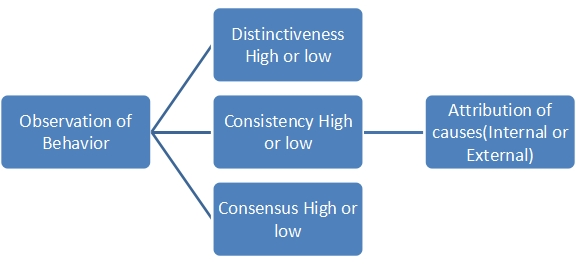 Distinctiveness
High or low
Observation of
Behavior
Consistency High
or low
Attribution of
causes(Internal or
External)
Consensus High or
low